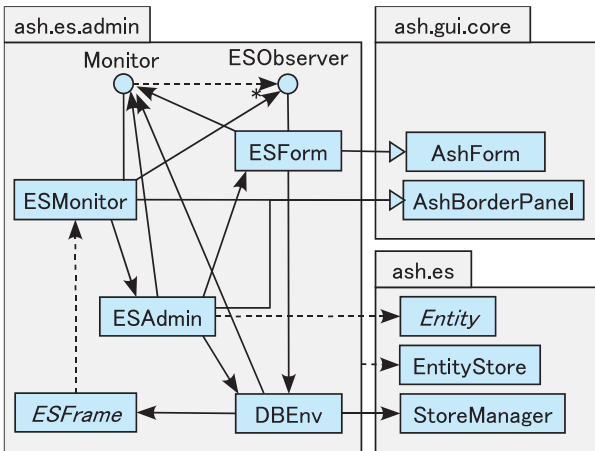 ash.es.admin
ash.gui.core
Monitor
ESObserver
*
ESForm
AshForm
ESMonitor
AshBorderPanel
ash.es
ESAdmin
Entity
EntityStore
ESFrame
DBEnv
StoreManager